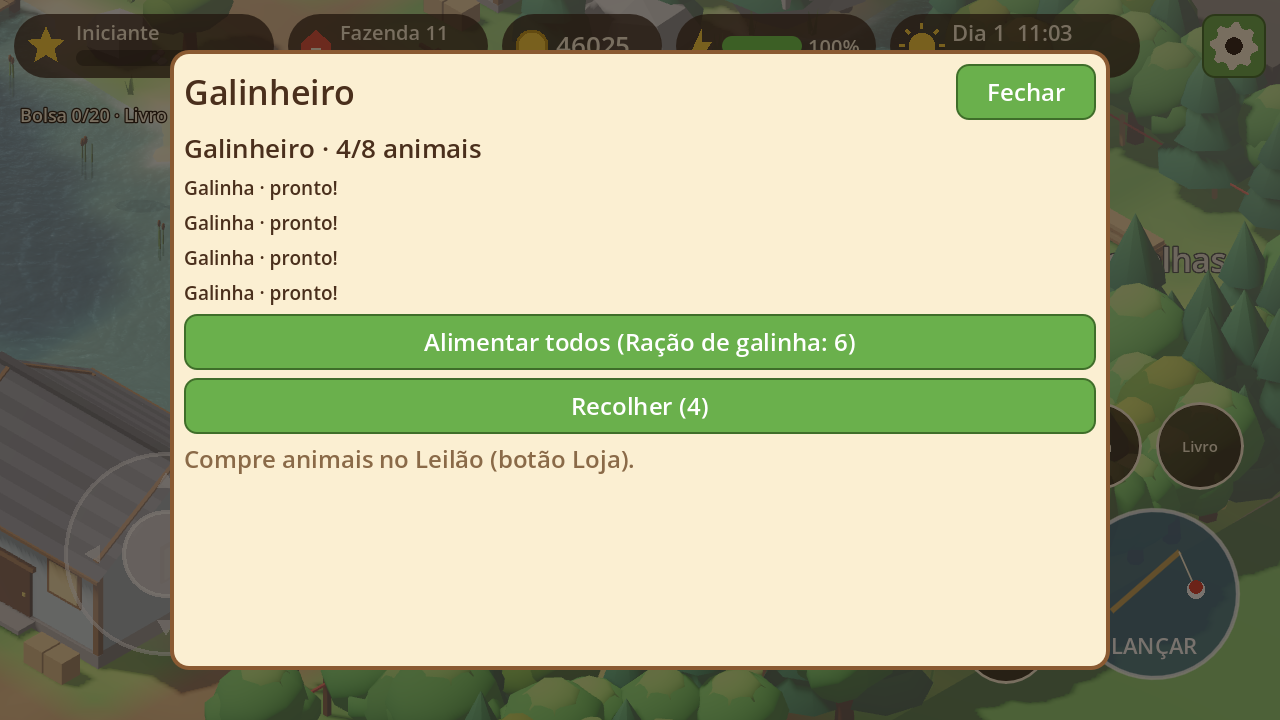 Iniciante
Fazenda 11
46025
100%
Dia 1 11:03
Bolsa 0/20 · Livro
Galinheiro
Fechar
Galinheiro · 4/8 animais
Galinha · pronto!
Galinha · pronto!
Galinha · pronto!
Galinha · pronto!
Alimentar todos (Ração de galinha: 6)
Recolher (4)
Compre animais no Leilão (botão Loja).
Livro
LANÇAR